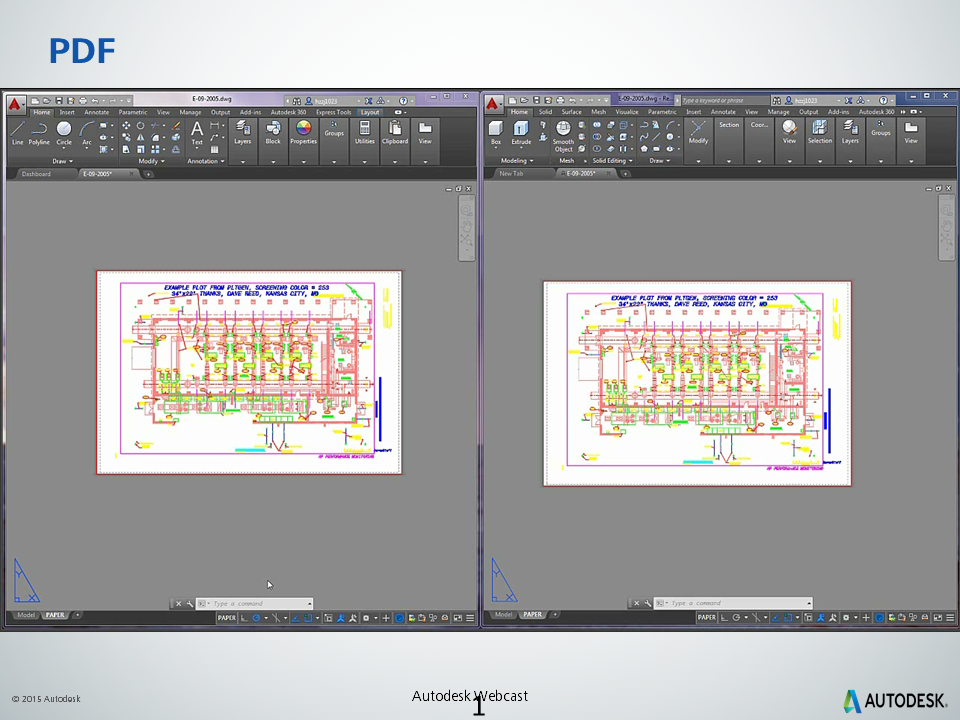 PDF
E-09-2005.dwg
hozj1023
Home Insert Annotate Parametric View Manage Output Add-ins Autodesk 360 Express Tools Layout
Line Polyline Circle Arc Text Layers Block Properties Groups Utilities Clipboard View
Draw Modify Annotation
Dashboard E-09-2005*
EXAMPLE PLOT FROM PLTGEN, SCREENING COLOR = 253
34"x22" THANKS, DAVE REED, KANSAS CITY, MO
Type a command
Model PAPER
PAPER
E-09-2005.dwg - Re... Type a keyword or phrase hozj1023
Home Solid Surface Mesh Visualize Parametric Insert Annotate View Manage Output Add-ins Autodesk 360
Box Extrude Smooth Object Modify Section Coor... View Selection Layers Groups View
Modeling Mesh Solid Editing Draw
New Tab E-09-2005*
EXAMPLE PLOT FROM PLTGEN, SCREENING COLOR = 253
34"x22" THANKS, DAVE REED, KANSAS CITY, MO
Type a command
Model PAPER
PAPER
© 2015 Autodesk
Autodesk Webcast
1
AUTODESK.